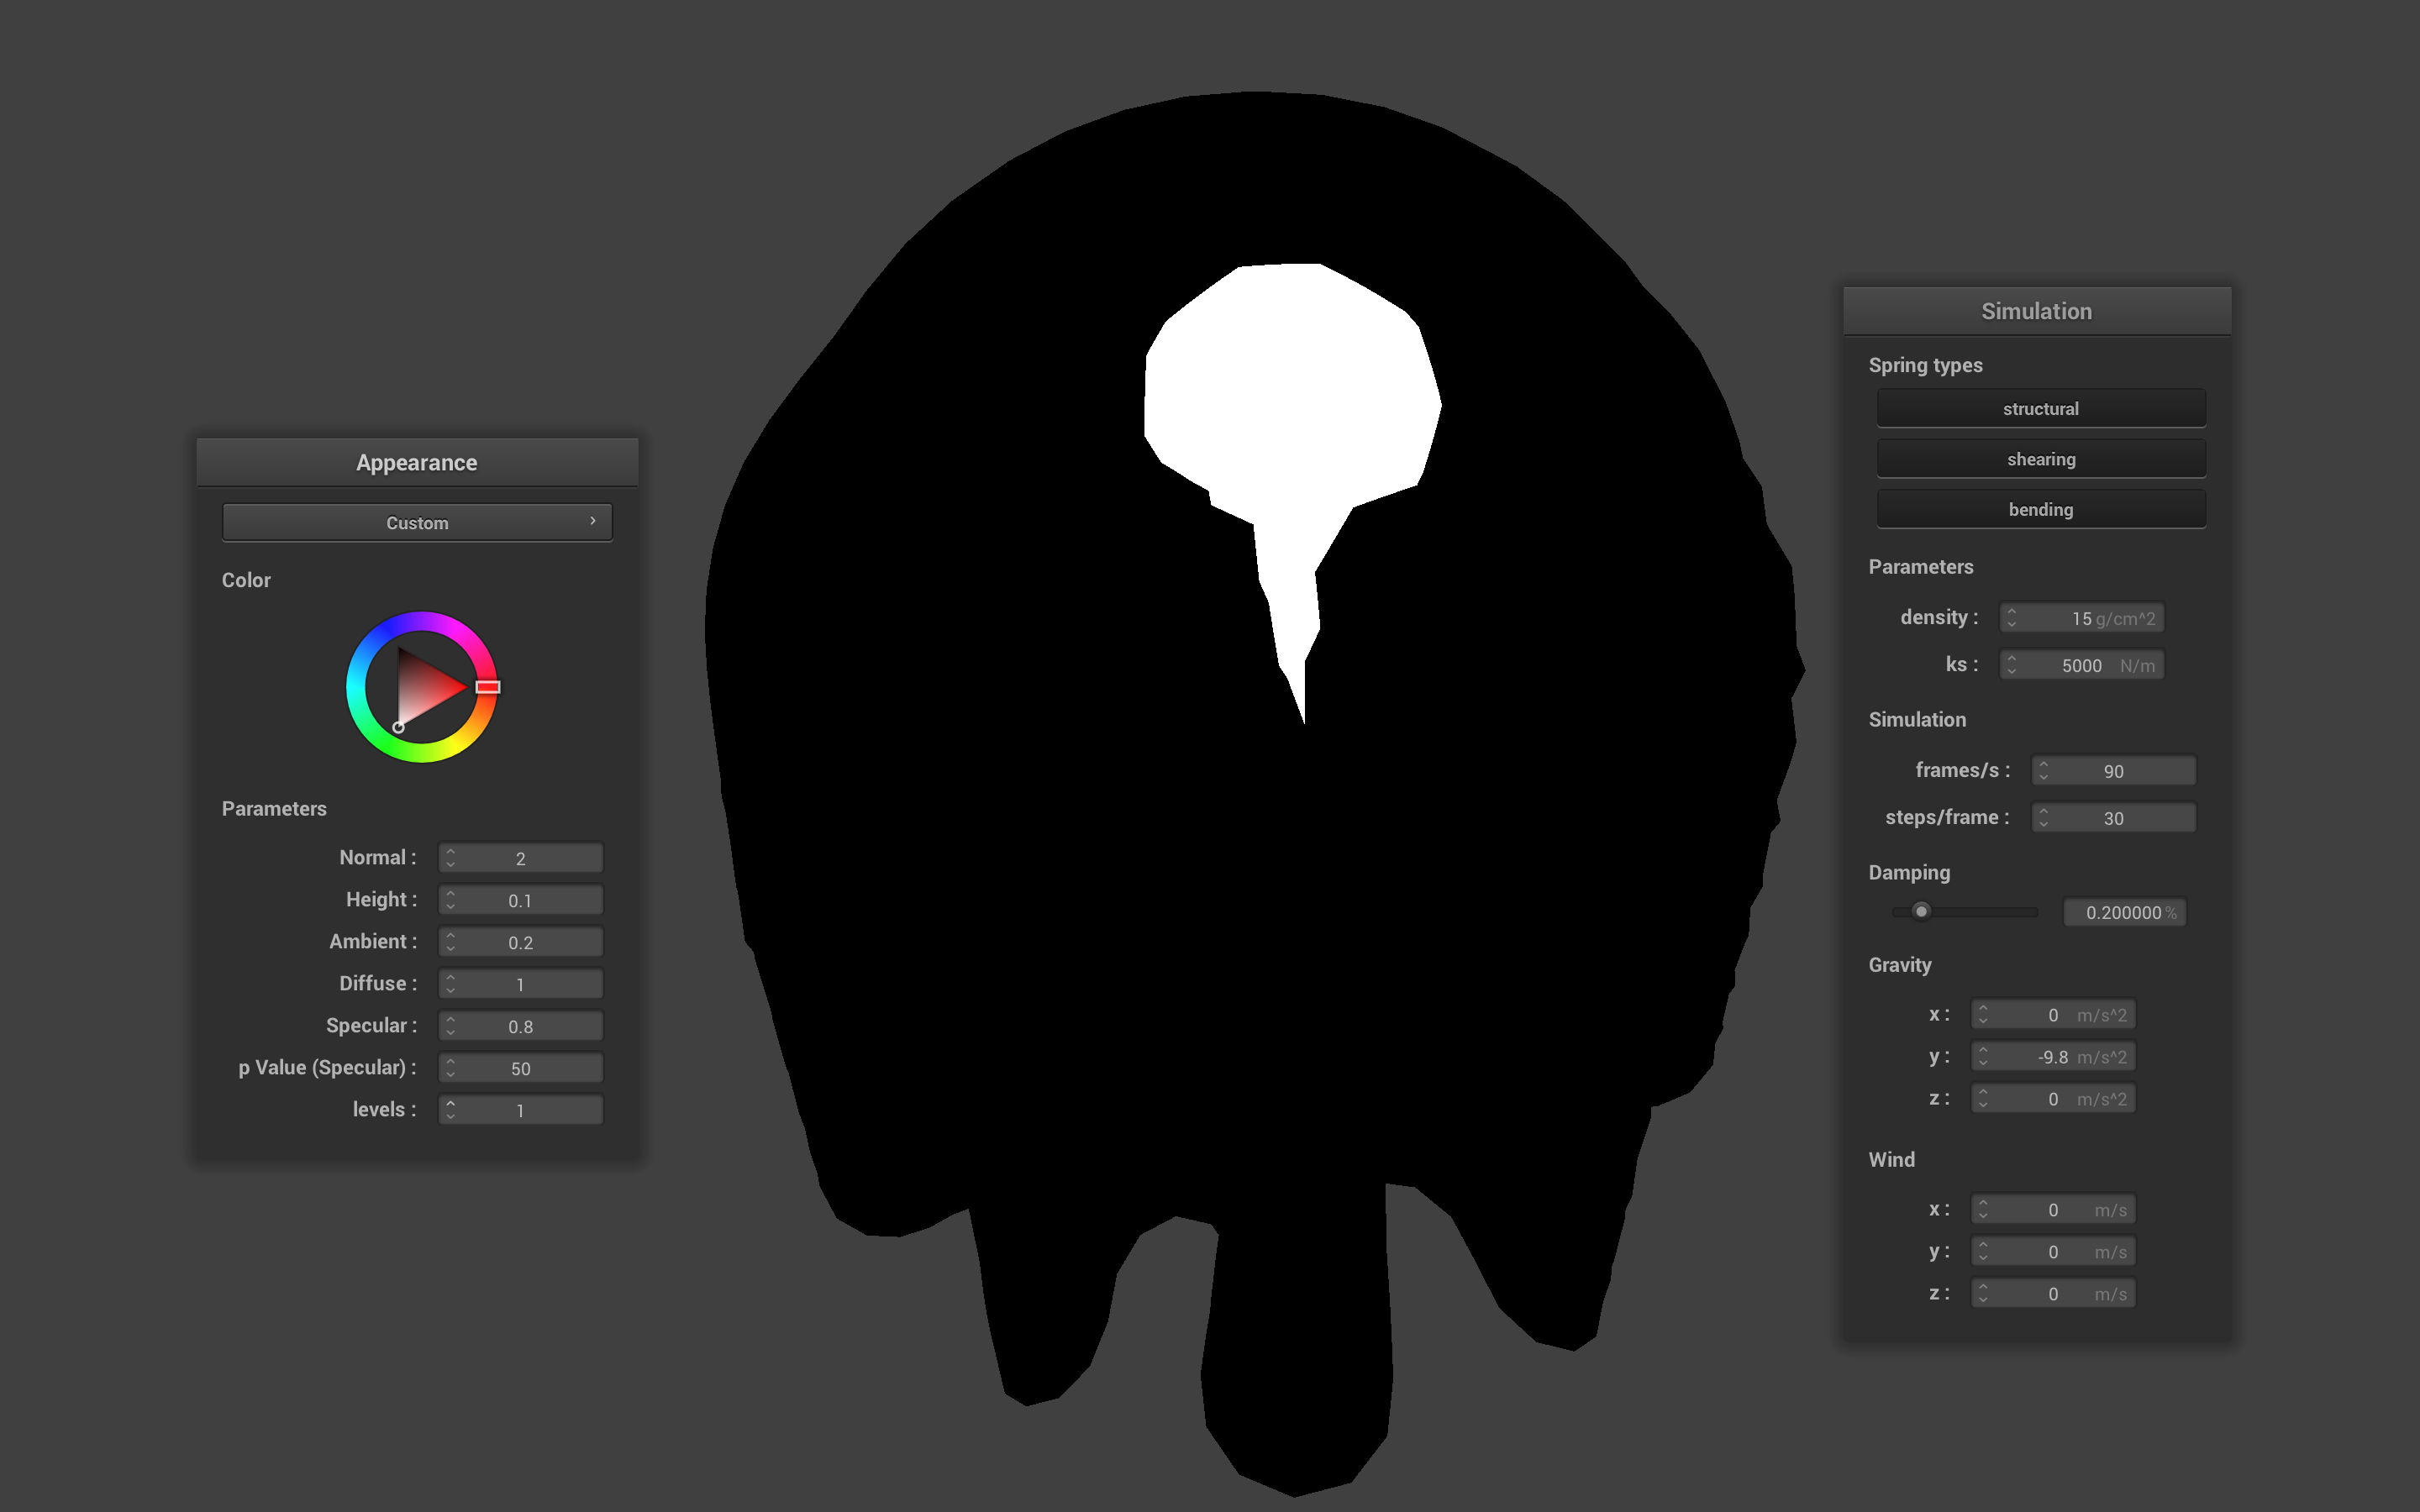 Appearance
Custom
Color
Parameters
Normal : 2
Height : 0.1
Ambient : 0.2
Diffuse : 1
Specular : 0.8
p Value (Specular) : 50
levels : 1
Simulation
Spring types
structural
shearing
bending
Parameters
density : 15 g/cm^2
ks : 5000 N/m
Simulation
frames/s : 90
steps/frame : 30
Damping
0.200000 %
Gravity
x : 0 m/s^2
y : -9.8 m/s^2
z : 0 m/s^2
Wind
x : 0 m/s
y : 0 m/s
z : 0 m/s